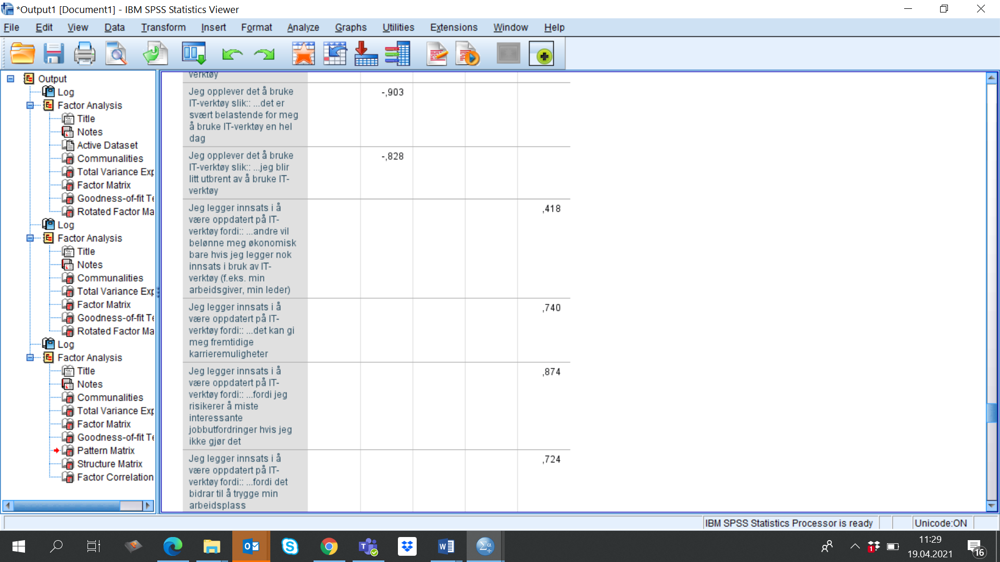 *Output1 [Document1] - IBM SPSS Statistics Viewer
File Edit View Data Transform Insert Format Analyze Graphs Utilities Extensions Window Help
Output
Log
Factor Analysis
Title
Notes
Active Dataset
Communalities
Total Variance Exp
Factor Matrix
Goodness-of-fit Te
Rotated Factor Ma
Log
Factor Analysis
Title
Notes
Communalities
Total Variance Exp
Factor Matrix
Goodness-of-fit Te
Rotated Factor Ma
Log
Factor Analysis
Title
Notes
Communalities
Total Variance Exp
Factor Matrix
Goodness-of-fit Te
Pattern Matrix
Structure Matrix
Factor Correlation
verktøy
Jeg opplever det å bruke -,903
IT-verktøy slik:: ...det er
svært belastende for meg
å bruke IT-verktøy en hel
dag
Jeg opplever det å bruke -,828
IT-verktøy slik:: ...jeg blir
litt utbrent av å bruke IT-
verktøy
Jeg legger innsats i å ,418
være oppdatert på IT-
verktøy fordi:: ...andre vil
belønne meg økonomisk
bare hvis jeg legger nok
innsats i bruk av IT-
verktøy (f.eks. min
arbeidsgiver, min leder)
Jeg legger innsats i å ,740
være oppdatert på IT-
verktøy fordi:: ...det kan gi
meg fremtidige
karrieremuligheter
Jeg legger innsats i å ,874
være oppdatert på IT-
verktøy fordi:: ...fordi jeg
risikerer å miste
interessante
jobbutfordringer hvis jeg
ikke gjør det
Jeg legger innsats i å ,724
være oppdatert på IT-
verktøy fordi:: ...fordi det
bidrar til å trygge min
arbeidsplass
IBM SPSS Statistics Processor is ready Unicode:ON
11:29
19.04.2021
1
16